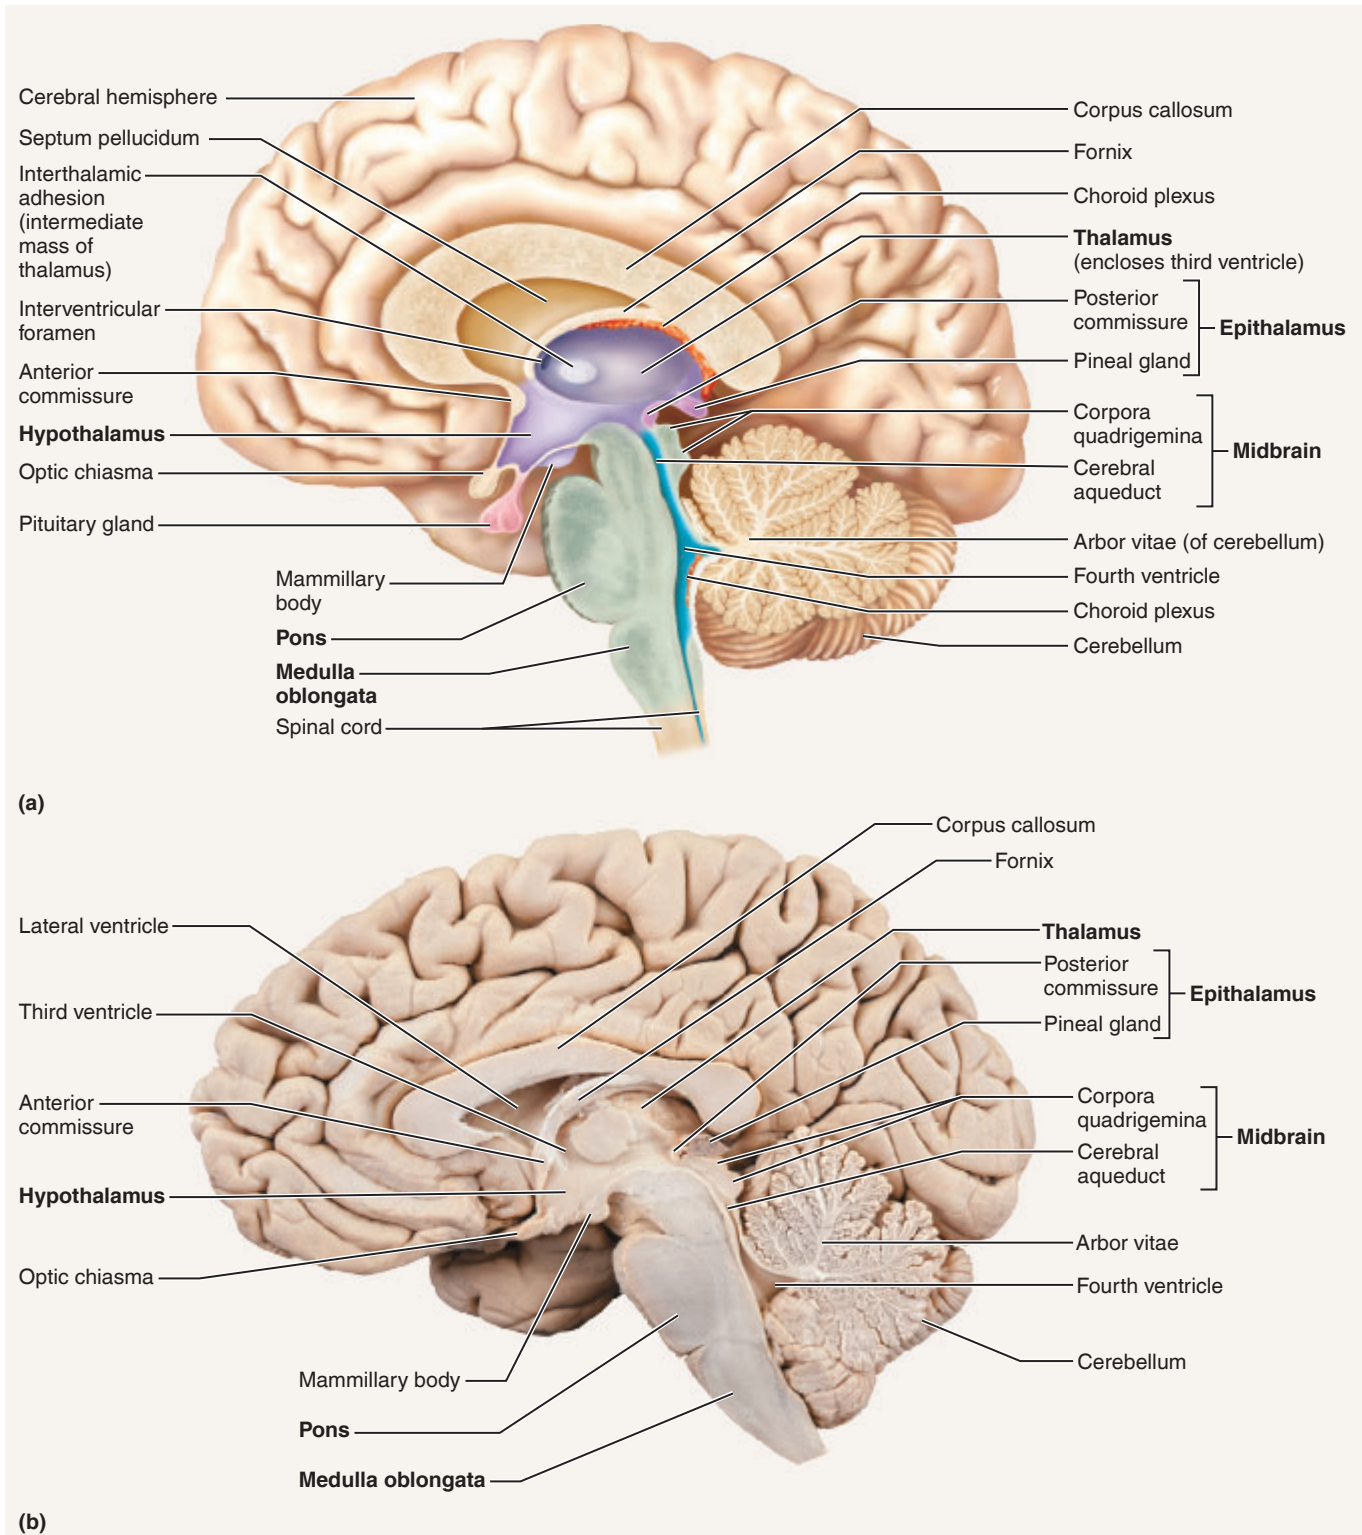 Cerebral hemisphere
Septum pellucidum
Interthalamic
adhesion
(intermediate
mass of
thalamus)
Interventricular
foramen
Anterior
commissure
Hypothalamus
Optic chiasma
Pituitary gland
Mammillary
body
Pons
Medulla
oblongata
Spinal cord
Corpus callosum
Fornix
Choroid plexus
Thalamus
(encloses third ventricle)
Posterior
commissure
Pineal gland
Epithalamus
Corpora
quadrigemina
Cerebral
aqueduct
Midbrain
Arbor vitae (of cerebellum)
Fourth ventricle
Choroid plexus
Cerebellum
(a)
Lateral ventricle
Third ventricle
Anterior
commissure
Hypothalamus
Optic chiasma
Mammillary body
Pons
Medulla oblongata
Corpus callosum
Fornix
Thalamus
Posterior
commissure
Pineal gland
Epithalamus
Corpora
quadrigemina
Cerebral
aqueduct
Midbrain
Arbor vitae
Fourth ventricle
Cerebellum
(b)